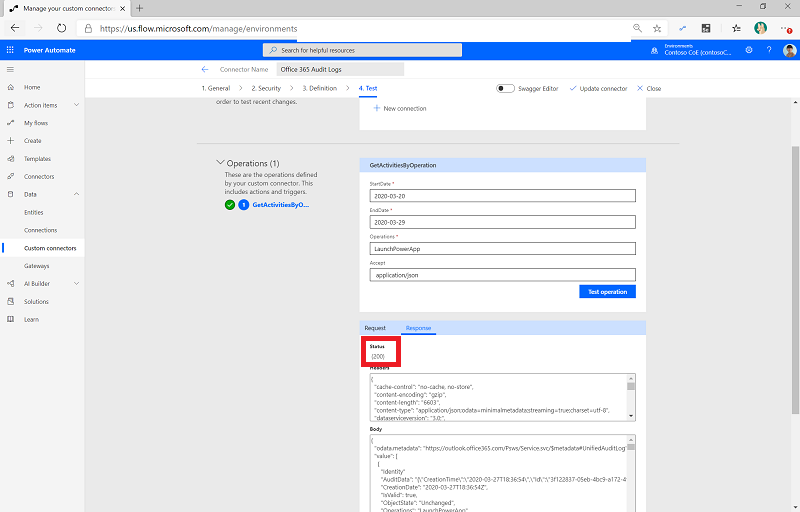 Manage your custom connectors
https://us.flow.microsoft.com/manage/environments
Power Automate
Search for helpful resources
Environments
Contoso CoE (contosoC...
Connector Name
Office 365 Audit Logs
1. General
2. Security
3. Definition
4. Test
Swagger Editor
Update connector
Close
Home
Action items
My flows
Create
Templates
Connectors
Data
Entities
Connections
Custom connectors
Gateways
AI Builder
Solutions
Learn
order to test recent changes.
New connection
Operations (1)
These are the operations defined
by your custom connector. This
includes actions and triggers.
1
GetActivitiesByO...
GetActivitiesByOperation
StartDate *
2020-03-20
EndDate *
2020-03-29
Operations *
LaunchPowerApp
Accept
application/json
Test operation
Request
Response
Status
(200)
Headers
{
"cache-control": "no-cache, no-store",
"content-encoding": "gzip",
"content-length": "6603",
"content-type": "application/json;odata=minimalmetadata;streaming=true;charset=utf-8",
"dataserviceversion": "3.0;",
Body
{
"odata.metadata": "https://outlook.office365.com/Psws/Service.svc/$metadata#UnifiedAuditLog
"value": [
{
"Identity"
"AuditData": "{\"CreationTime\":\"2020-03-27T18:36:54\",\"Id\":\"3f122837-05eb-4bc9-a172-4
"CreationDate": "2020-03-27T18:36:54Z",
"IsValid": true,
"ObjectState": "Unchanged",
"Operations": "LaunchPowerApp",